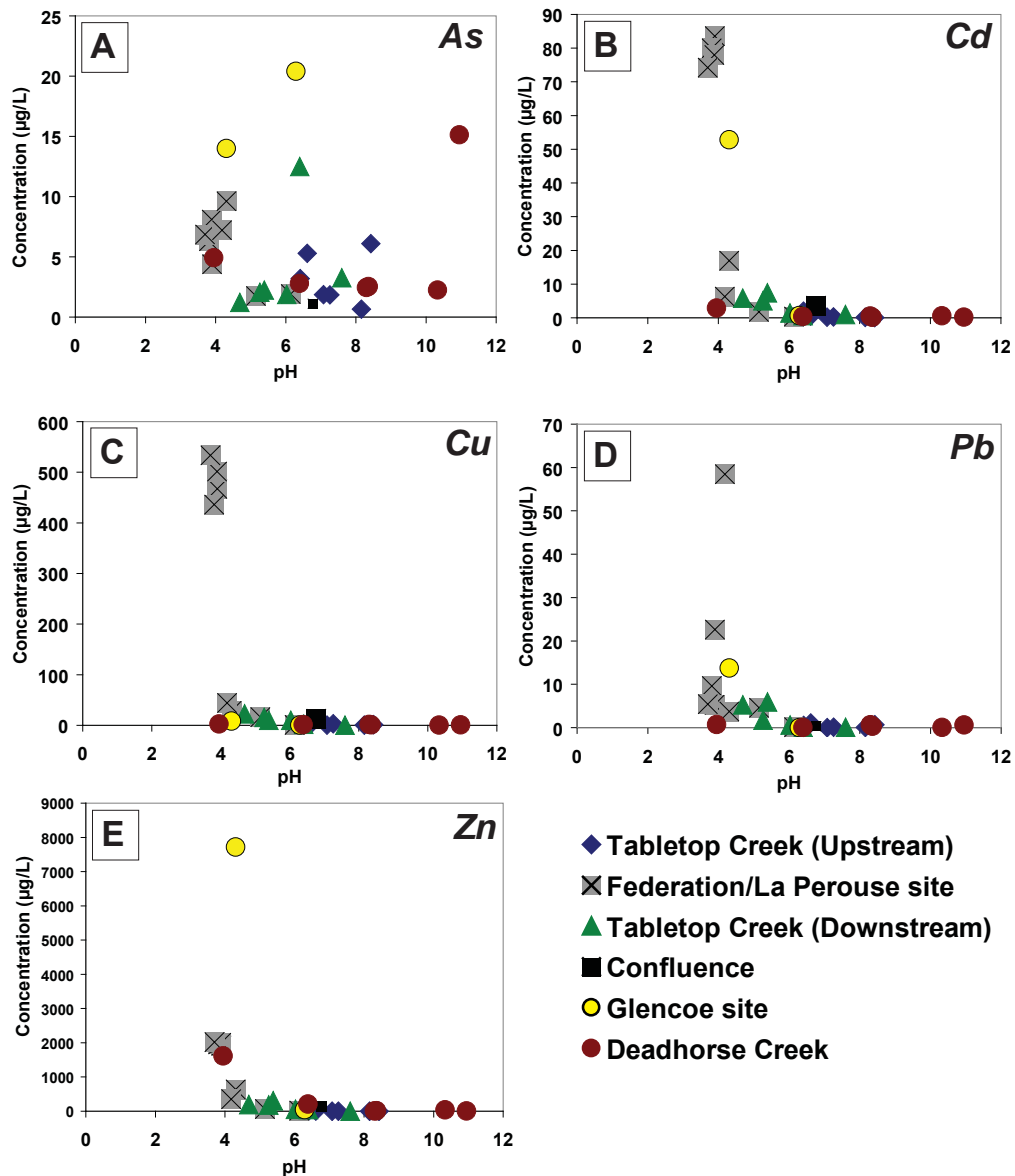 A
As
25
20
15
10
5
0
Concentration (µg/L)
0 2 4 6 8 10 12
pH
B
Cd
90
80
70
60
50
40
30
20
10
0
Concentration (µg/L)
0 2 4 6 8 10 12
pH
C
Cu
600
500
400
300
200
100
0
Concentration (µg/L)
0 2 4 6 8 10 12
pH
D
Pb
70
60
50
40
30
20
10
0
Concentration (µg/L)
0 2 4 6 8 10 12
pH
E
Zn
9000
8000
7000
6000
5000
4000
3000
2000
1000
0
Concentration (µg/L)
0 2 4 6 8 10 12
pH
Tabletop Creek (Upstream)
Federation/La Perouse site
Tabletop Creek (Downstream)
Confluence
Glencoe site
Deadhorse Creek